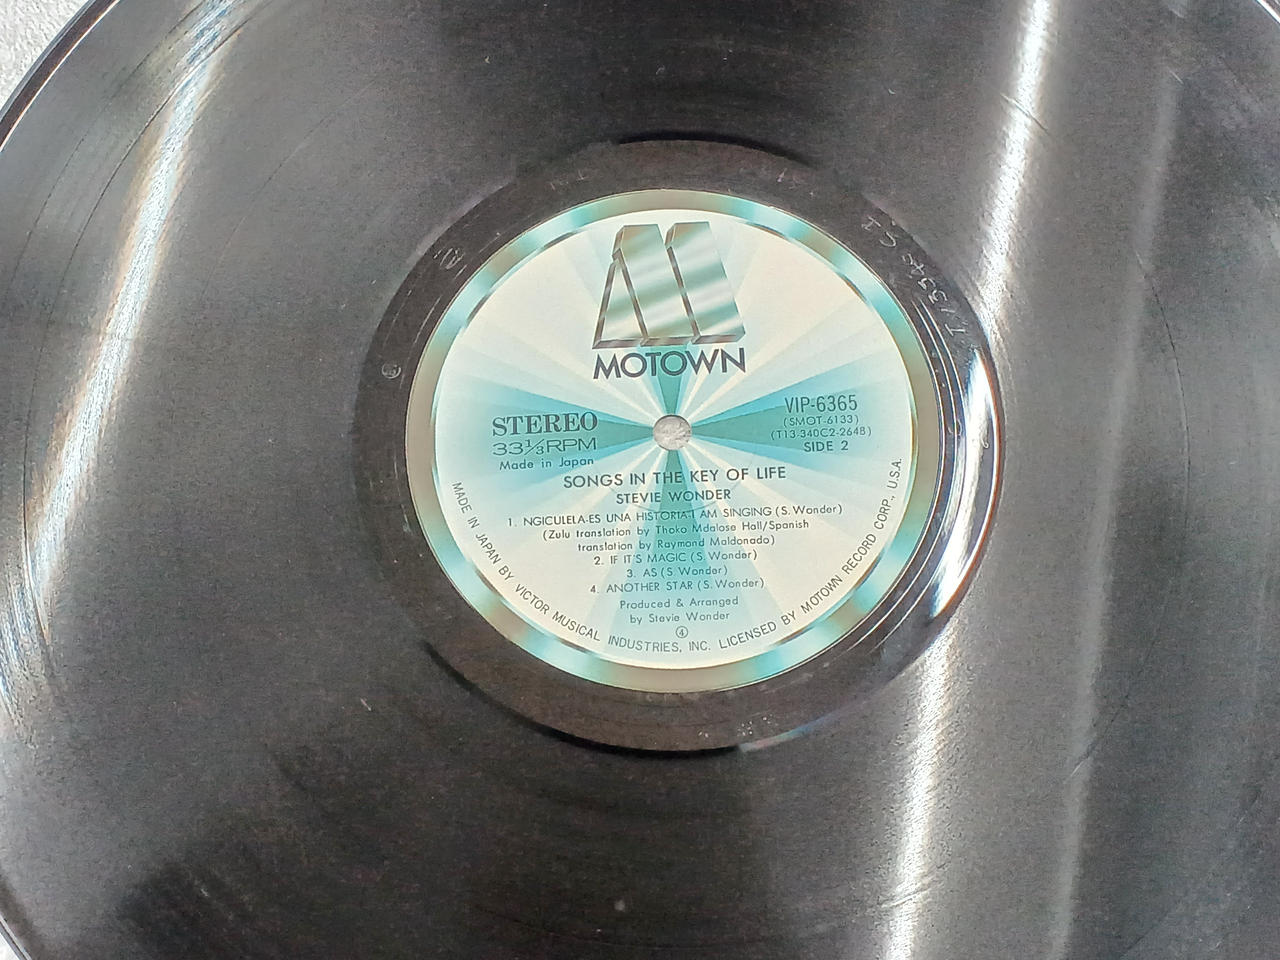 MOTOWN
STEREO
33⅓RPM
Made in Japan
VIP-6365
(SMOT-6133)
(T13-340C2-2648)
SIDE 2
SONGS IN THE KEY OF LIFE
STEVIE WONDER
1. NGICULELA-ES UNA HISTORIA-I AM SINGING (S. Wonder)
(Zulu translation by Thoko Mdalose Hall/Spanish
translation by Raymond Maldonado)
2. IF IT'S MAGIC (S. Wonder)
3. AS (S. Wonder)
4. ANOTHER STAR (S. Wonder)
Produced & Arranged
by Stevie Wonder
④
MADE IN JAPAN BY VICTOR MUSICAL INDUSTRIES, INC. LICENSED BY MOTOWN RECORD CORP., U.S.A.